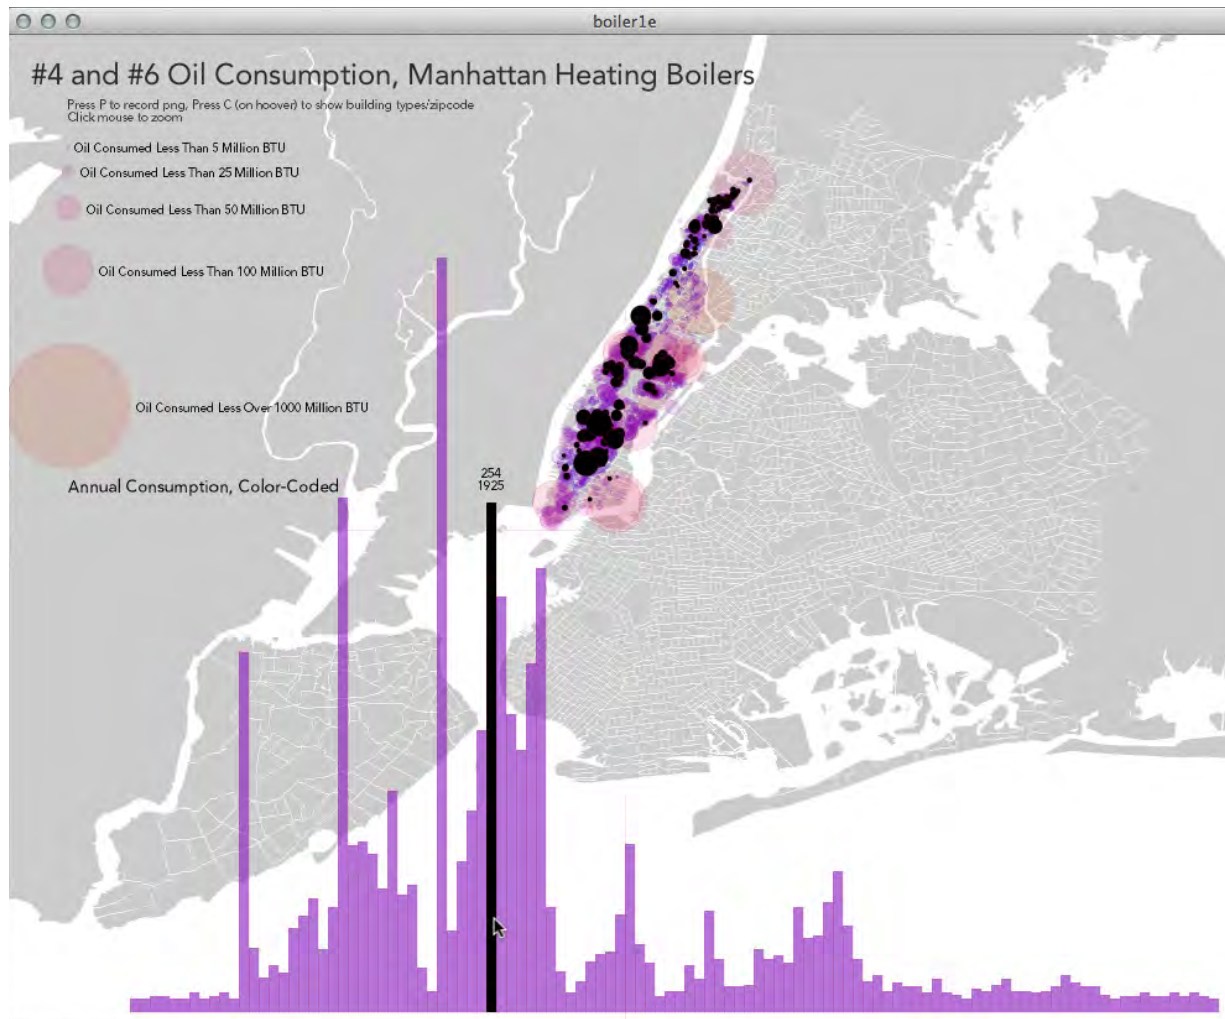 boiler1e
#4 and #6 Oil Consumption, Manhattan Heating Boilers
Press P to record png, Press C (on hoover) to show building types/zipcode
Click mouse to zoom
Oil Consumed Less Than 5 Million BTU
Oil Consumed Less Than 25 Million BTU
Oil Consumed Less Than 50 Million BTU
Oil Consumed Less Than 100 Million BTU
Oil Consumed Less Over 1000 Million BTU
Annual Consumption, Color-Coded
254
1925